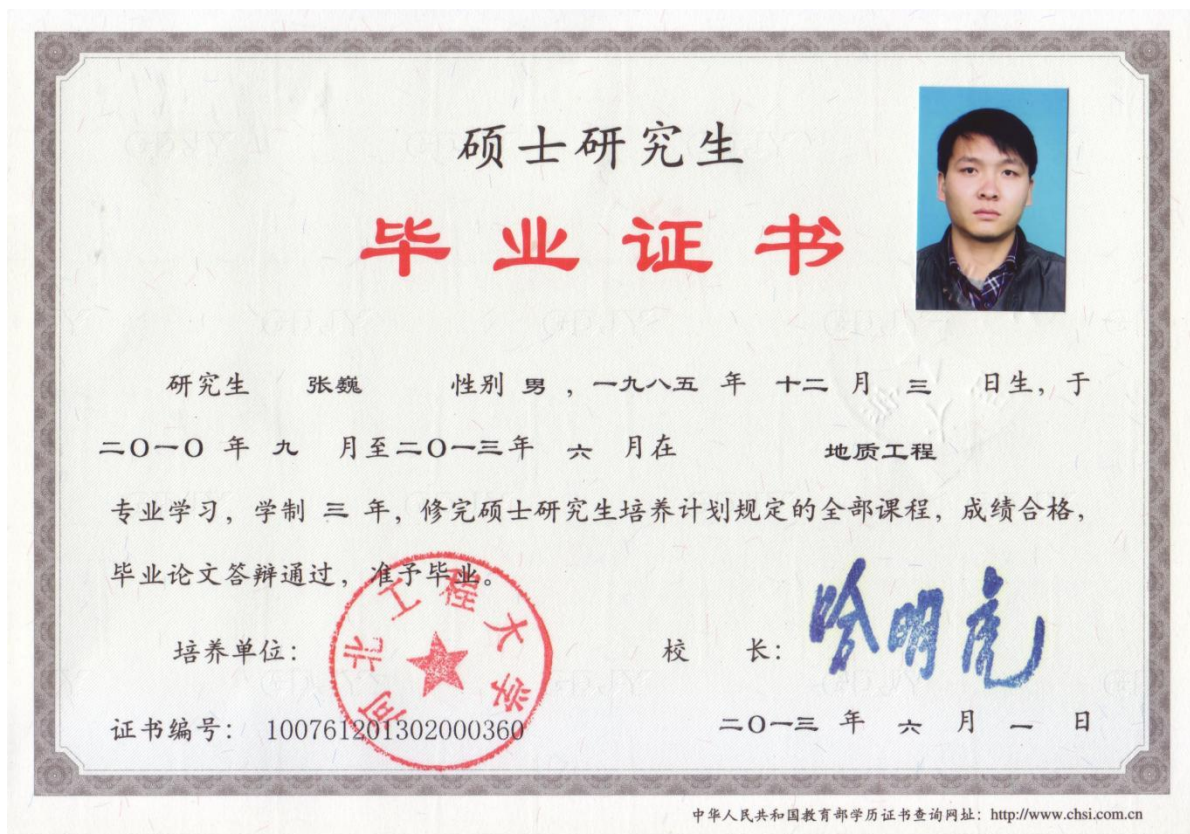 硕士研究生
毕业证书
研究生 张巍 性别 男 ，一九八五 年 十二 月 三 日生，于
二〇一〇 年 九 月至二〇一三年 六 月在 地质工程
专业学习，学制 三 年，修完硕士研究生培养计划规定的全部课程，成绩合格，
毕业论文答辩通过，准予毕业。
河北工程大学
培养单位： 校 长： 哈明虎
证书编号： 100761201302000360 二〇一三 年 六 月 一 日
中华人民共和国教育部学历证书查询网址：http://www.chsi.com.cn